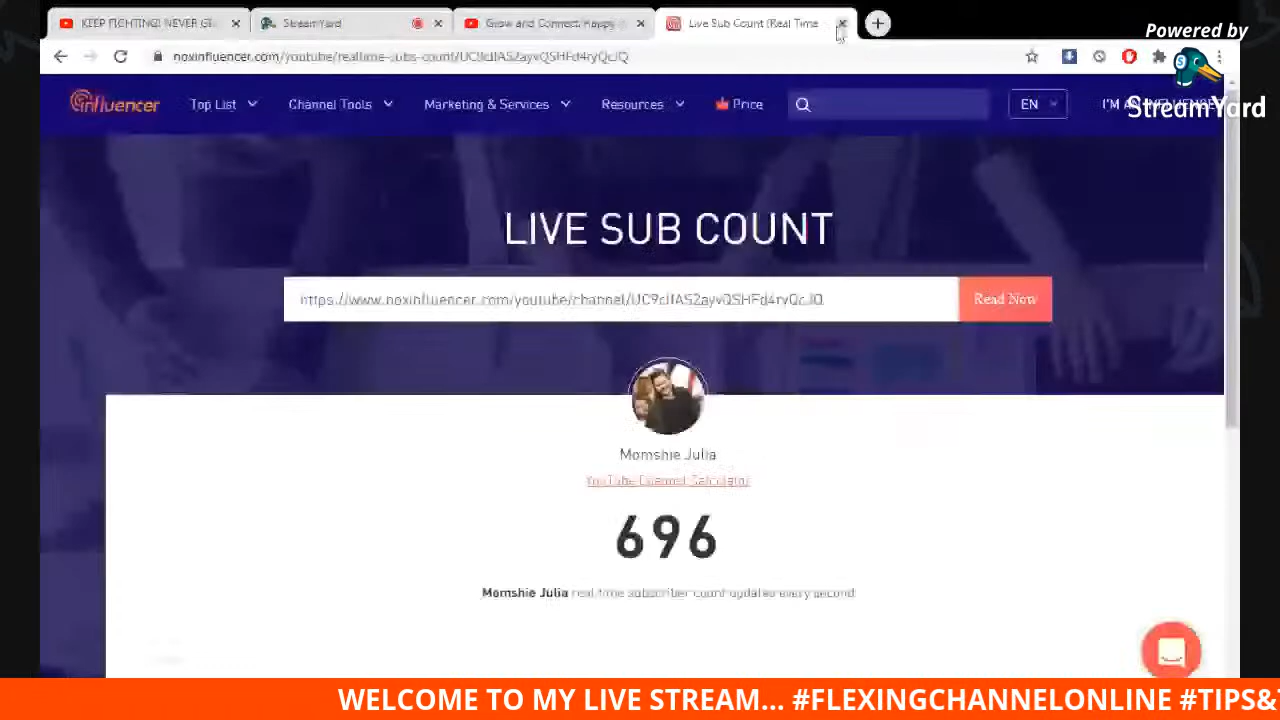 KEEP FIGHTING! NEVER GI
StreamYard
Grow and Connect. Happy
Live Sub Count (Real Time
Powered by
StreamYard
noxinfluencer.com/youtube/realtime-subs-count/
influencer
Top List
Channel Tools
Marketing & Services
Resources
Price
EN
I'M AN INFLUENCE
LIVE SUB COUNT
https://www.noxinfluencer.com/youtube/channel/
Read Now
Momshie Julia
YouTube Channel Calculator
696
Momshie Julia real time subscriber count updated every second
WELCOME TO MY LIVE STREAM... #FLEXINGCHANNELONLINE #TIPS&